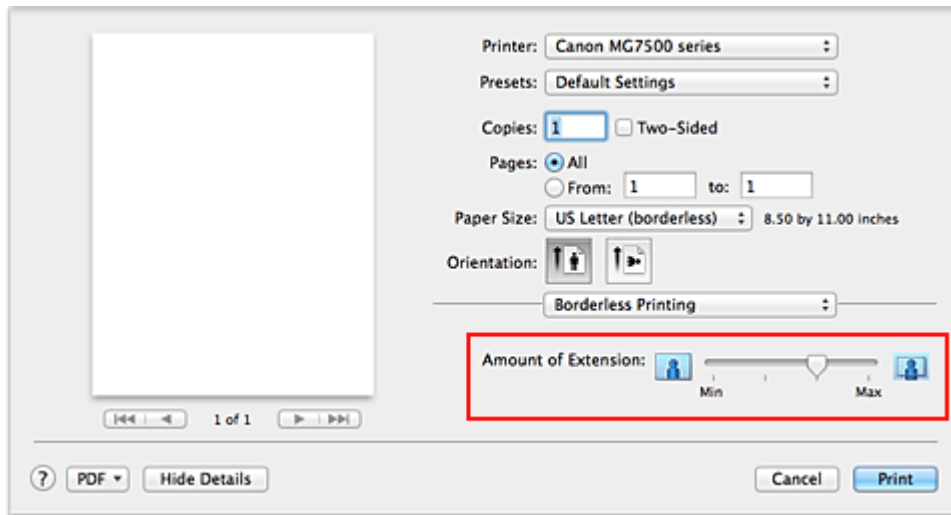 Printer: Canon MG7500 series
Presets: Default Settings
Copies: 1 Two-Sided
Pages: All
From: 1 to: 1
Paper Size: US Letter (borderless) 8.50 by 11.00 inches
Orientation:
Borderless Printing
Amount of Extension:
Min Max
1 of 1
? PDF Hide Details Cancel Print